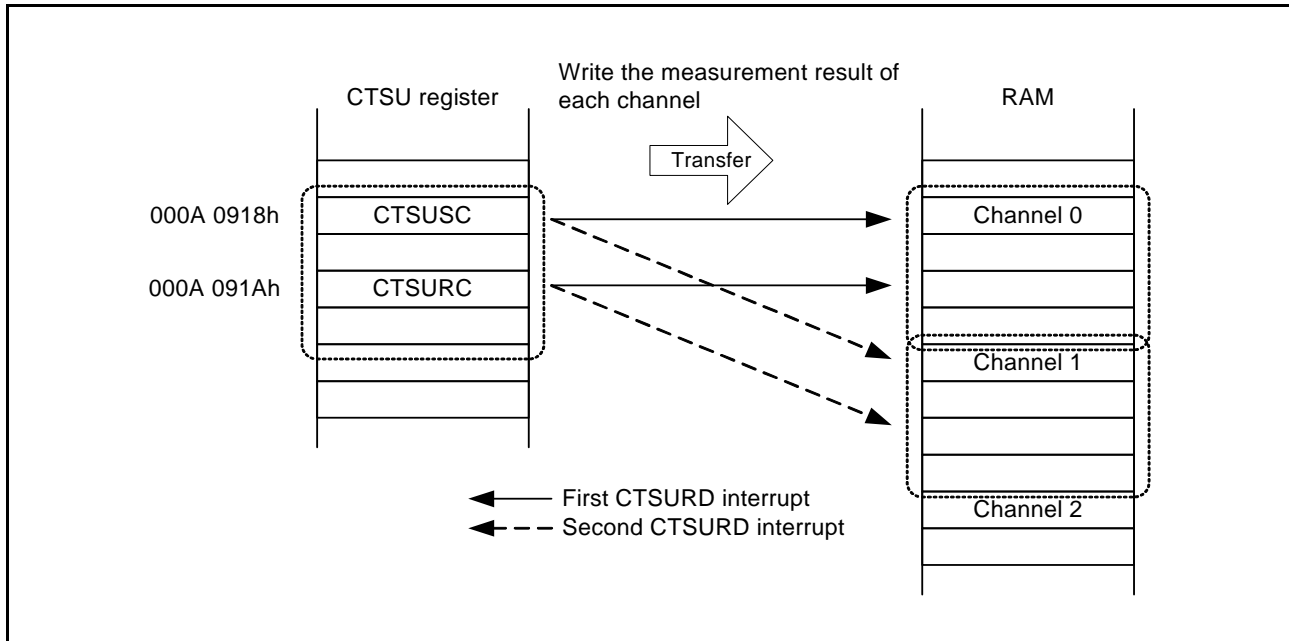 Write the measurement result of
each channel
CTSU register
RAM
Transfer
000A 0918h
CTSUSC
Channel 0
000A 091Ah
CTSURC
Channel 1
First CTSURD interrupt
Second CTSURD interrupt
Channel 2